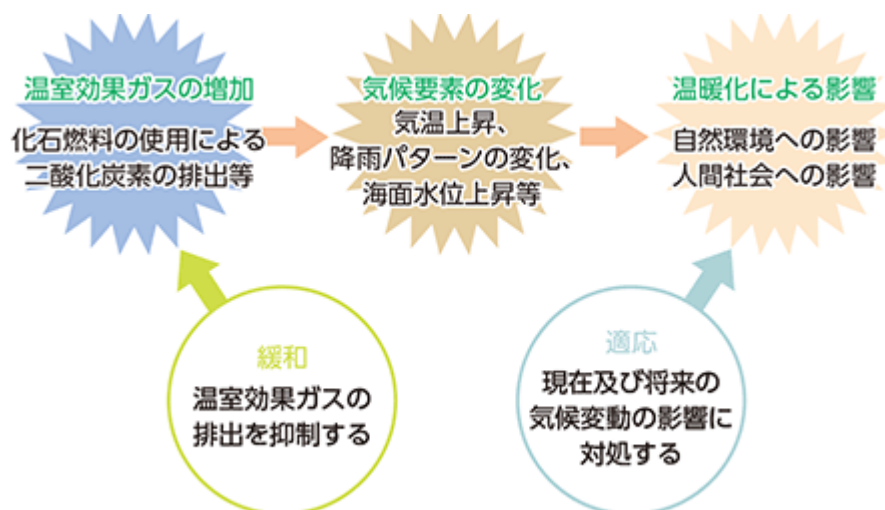 温室効果ガスの増加
化石燃料の使用による
二酸化炭素の排出等
気候要素の変化
気温上昇、
降雨パターンの変化、
海面水位上昇等
温暖化による影響
自然環境への影響
人間社会への影響
緩和
温室効果ガスの
排出を抑制する
適応
現在及び将来の
気候変動の影響に
対処する